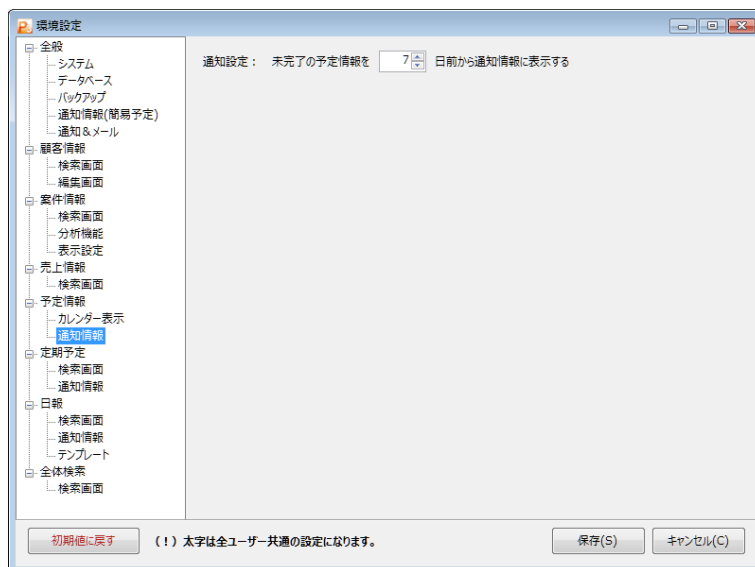 環境設定
全般
システム
データベース
バックアップ
通知情報(簡易予定)
通知&メール
顧客情報
検索画面
編集画面
案件情報
検索画面
分析機能
表示設定
売上情報
検索画面
予定情報
カレンダー表示
通知情報
定期予定
検索画面
通知情報
日報
検索画面
通知情報
テンプレート
全体検索
検索画面
通知設定： 未完了の予定情報を 7 日前から通知情報に表示する
初期値に戻す (！) 太字は全ユーザー共通の設定になります。 保存(S) キャンセル(C)